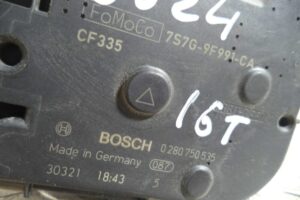 0024
FoMoCo 7S7G-9F991-CA
CF335
16T
BOSCH 0 280 750 535
Made in Germany 087
30321 18:43 5